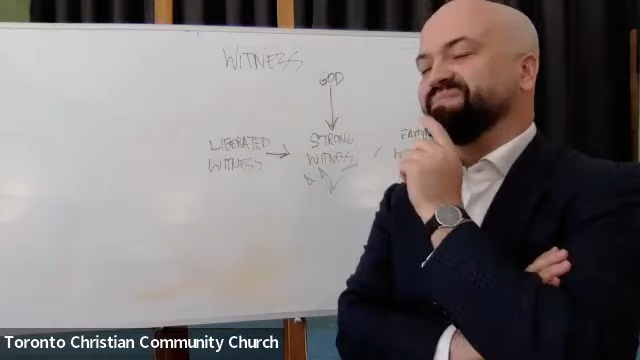 WITNESS
GOD
LIBERATED
WITNESS
STRONG
WITNESS
Toronto Christian Community Church